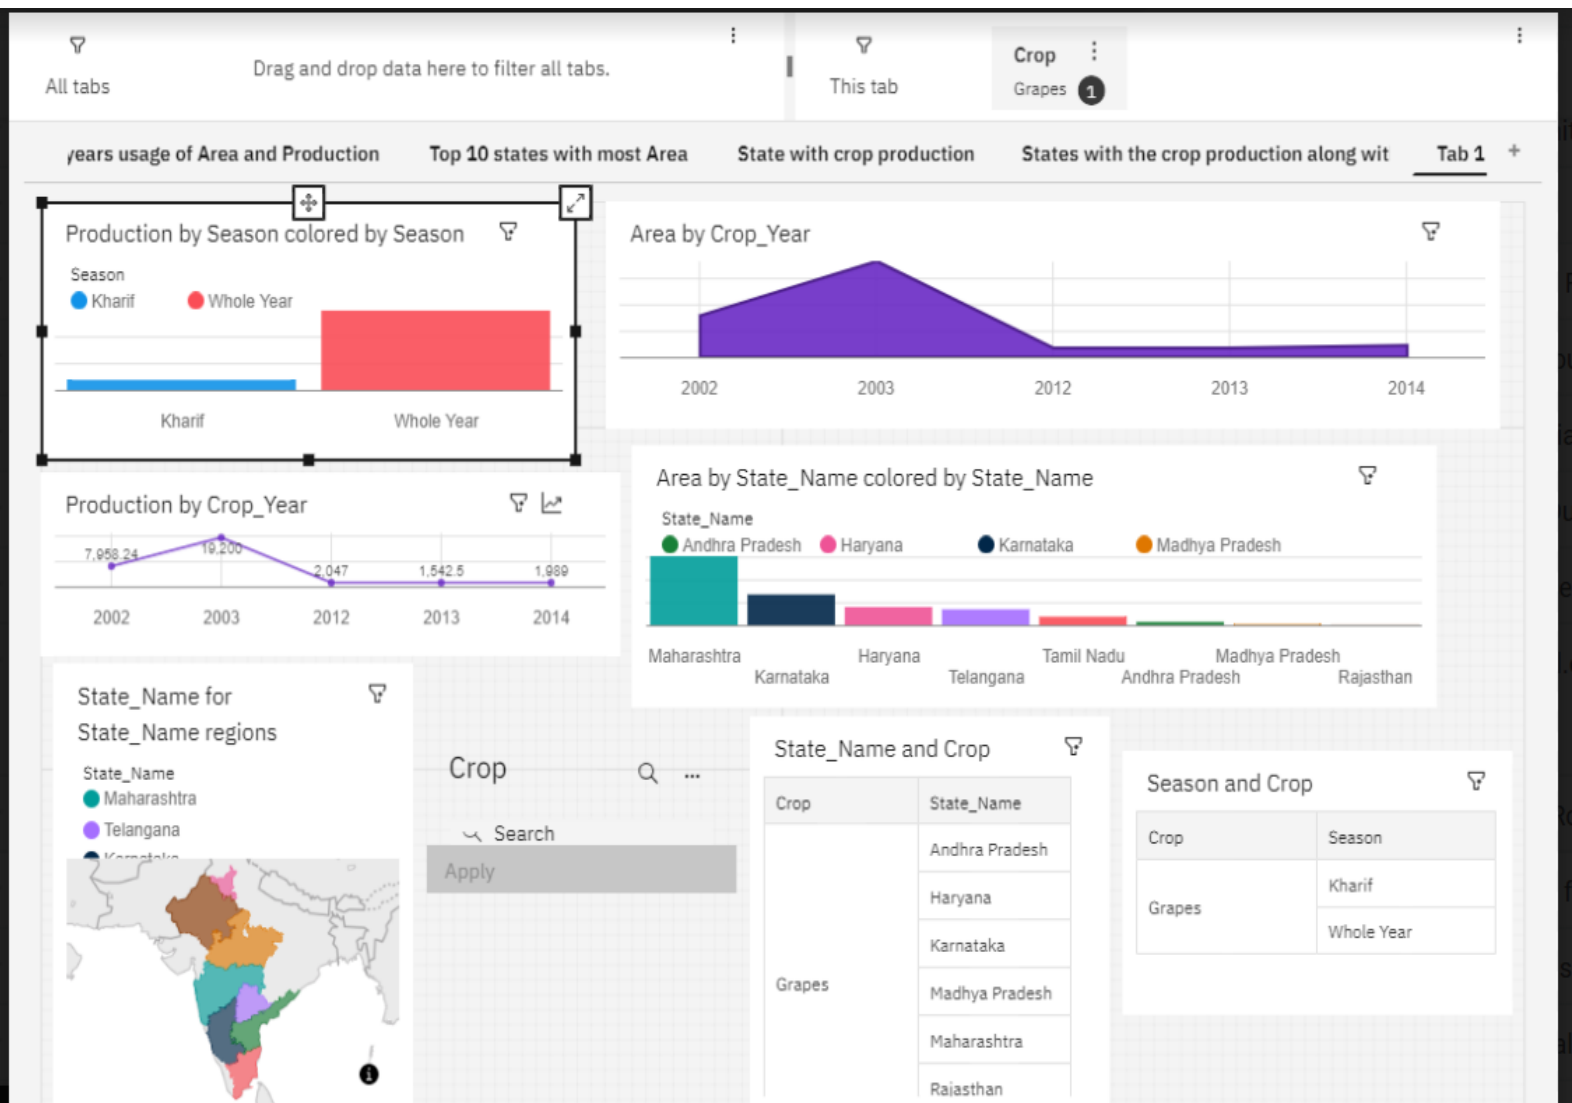 All tabs
Drag and drop data here to filter all tabs.
This tab
Crop
Grapes 1
years usage of Area and Production
Top 10 states with most Area
State with crop production
States with the crop production along wit
Tab 1 +
Production by Season colored by Season
Season
Kharif Whole Year
Kharif Whole Year
Area by Crop_Year
2002 2003 2012 2013 2014
Production by Crop_Year
7,958.24 19,200 2,047 1,542.5 1,989
2002 2003 2012 2013 2014
Area by State_Name colored by State_Name
State_Name
Andhra Pradesh Haryana Karnataka Madhya Pradesh
Maharashtra Haryana Tamil Nadu Madhya Pradesh
Karnataka Telangana Andhra Pradesh Rajasthan
State_Name for
State_Name regions
State_Name
Maharashtra
Telangana
Karnataka
i
Crop
Search
Apply
State_Name and Crop
Crop State_Name
Andhra Pradesh
Haryana
Karnataka
Grapes
Madhya Pradesh
Maharashtra
Rajasthan
Season and Crop
Crop Season
Kharif
Grapes
Whole Year